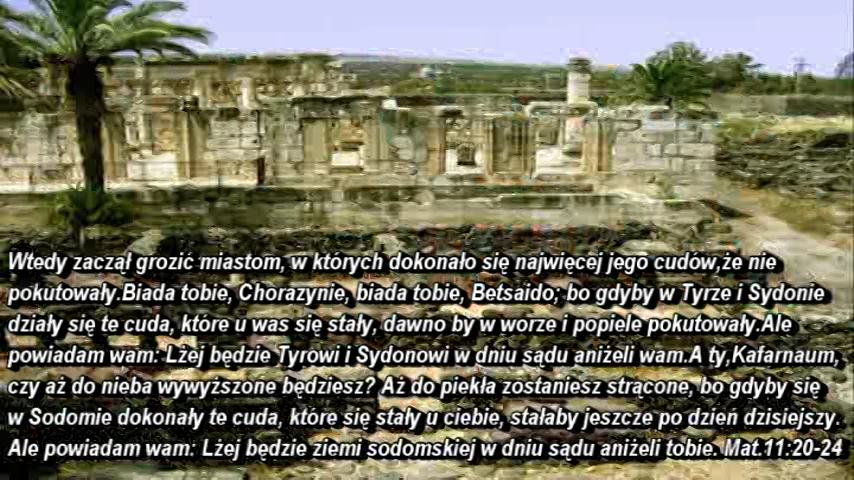 Wtedy zaczął grozić miastom, w których dokonało się najwięcej jego cudów,że nie
pokutowały.Biada tobie, Chorazynie, biada tobie, Betsaido; bo gdyby w Tyrze i Sydonie
działy się te cuda, które u was się stały, dawno by w worze i popiele pokutowały.Ale
powiadam wam: Lżej będzie Tyrowi i Sydonowi w dniu sądu aniżeli wam.A ty,Kafarnaum,
czy aż do nieba wywyższone będziesz? Aż do piekła zostaniesz strącone, bo gdyby się
w Sodomie dokonały te cuda, które się stały u ciebie, stałaby jeszcze po dzień dzisiejszy.
Ale powiadam wam: Lżej będzie ziemi sodomskiej w dniu sądu aniżeli tobie. Mat.11:20-24